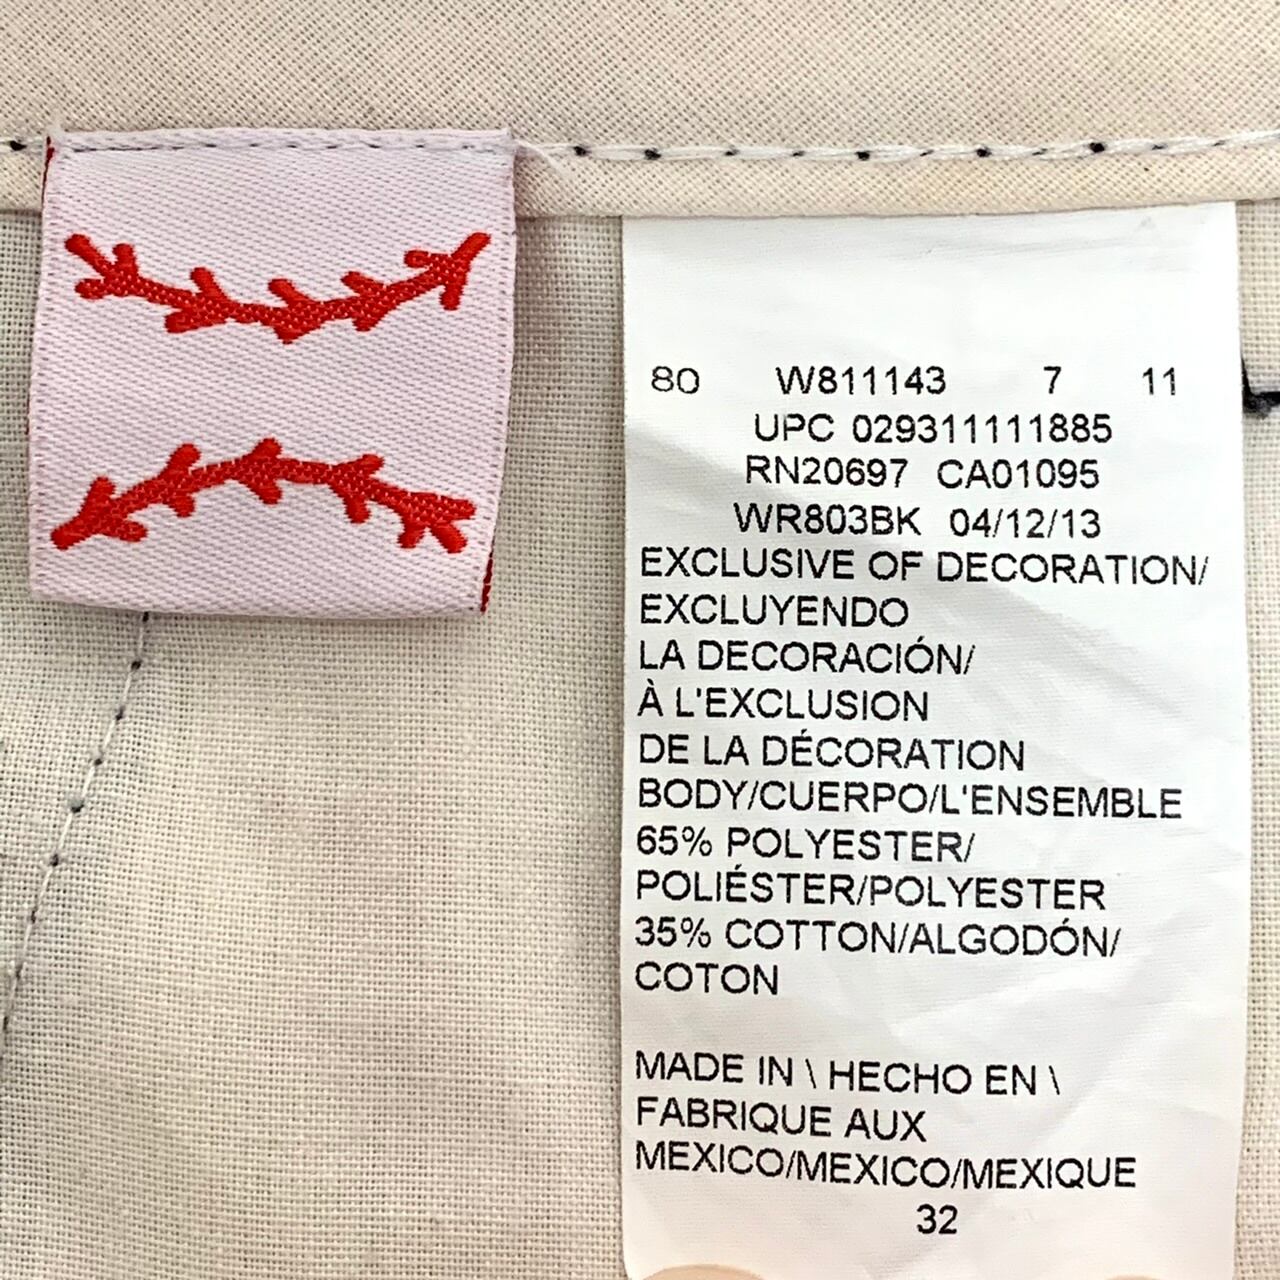 80 W811143 7 11
UPC 029311111885
RN20697 CA01095
WR803BK 04/12/13
EXCLUSIVE OF DECORATION/
EXCLUYENDO
LA DECORACIÓN/
À L'EXCLUSION
DE LA DÉCORATION
BODY/CUERPO/L'ENSEMBLE
65% POLYESTER/
POLIÉSTER/POLYESTER
35% COTTON/ALGODÓN/
COTON
MADE IN \ HECHO EN \
FABRIQUE AUX
MEXICO/MEXICO/MEXIQUE
32